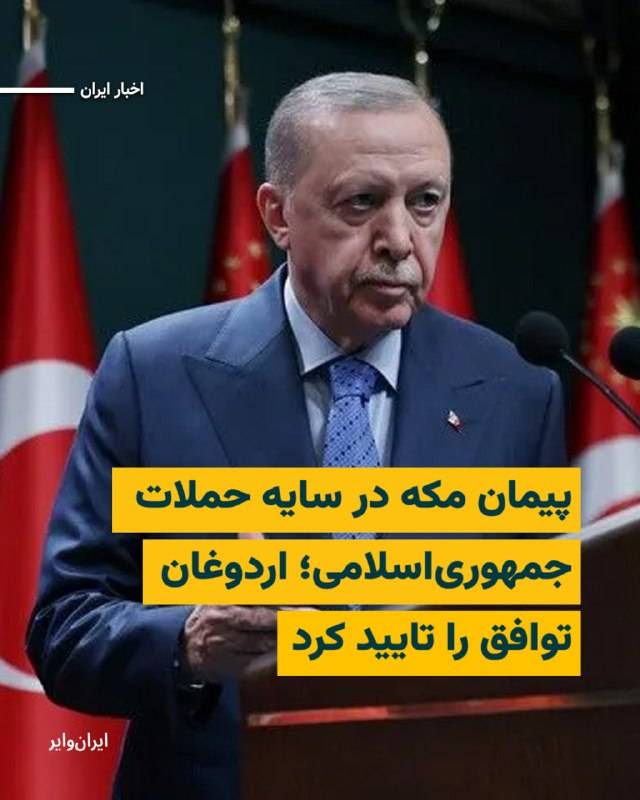 اخبار ایران
پیمان مکه در سایه حملات
جمهوری‌اسلامی؛ اردوغان
توافق را تایید کرد
ایران‌وایر